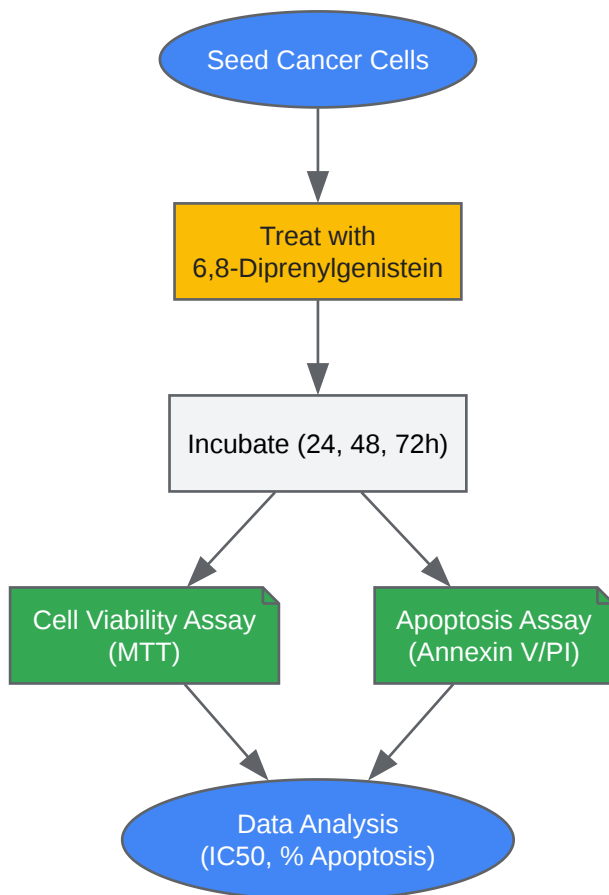 Seed Cancer Cells
Treat with
6,8-Diprenylgenistein
Incubate (24, 48, 72h)
Cell Viability Assay
(MTT)
Apoptosis Assay
(Annexin V/PI)
Data Analysis
(IC50, % Apoptosis)